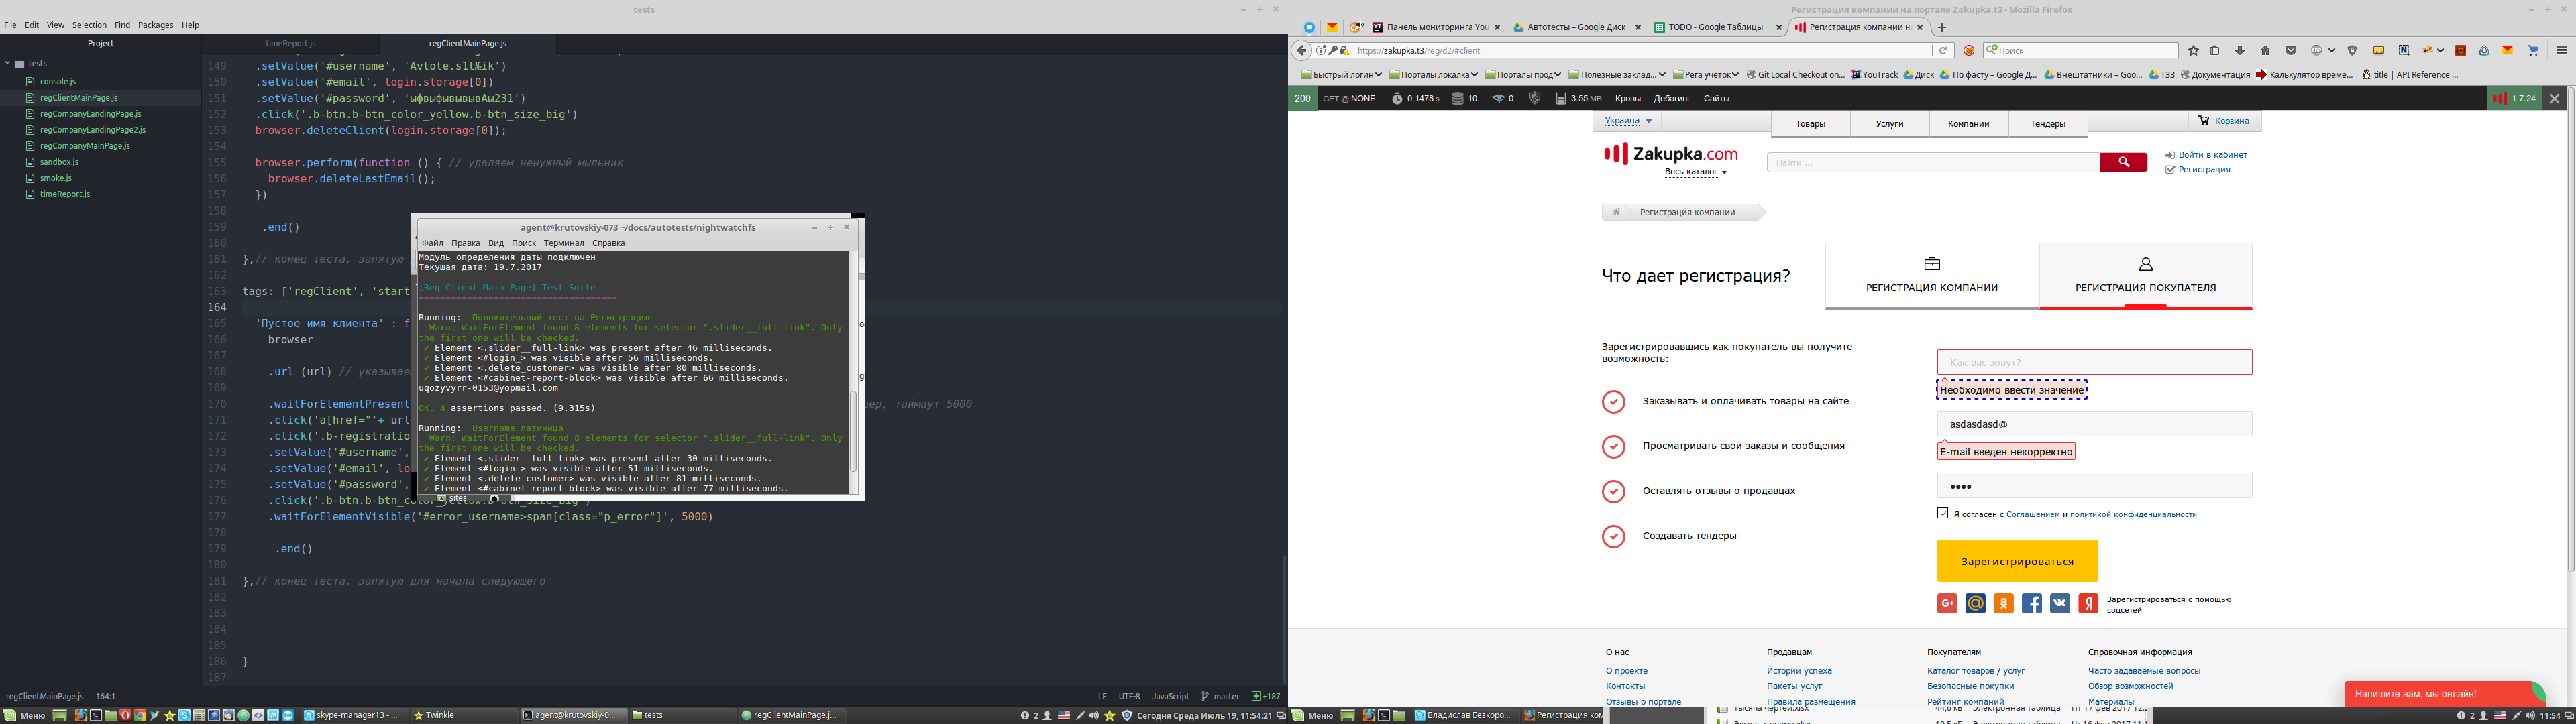 tests
File Edit View Selection Find Packages Help
Project
timeReport.js
regClientMainPage.js
tests
console.js
regClientMainPage.js
regCompanyLandingPage.js
regCompanyLandingPage2.js
regCompanyMainPage.js
sandbox.js
smoke.js
timeReport.js
149 .setValue('#username', 'Avtote.s1t№ik')
150 .setValue('#email', login.storage[0])
151 .setValue('#password', 'ыфвыфывывывАы231')
152 .click('.b-btn.b-btn_color_yellow.b-btn_size_big')
153 browser.deleteClient(login.storage[0]);
154
155 browser.perform(function () { // удаляем ненужный мыльник
156 browser.deleteLastEmail();
157 })
158
159 .end()
160
161 },// конец теста, запятую
162
163 tags: ['regClient', 'start
164
165 'Пустое имя клиента' : f
166 browser
167
168 .url (url) // указывае
169
170 .waitForElementPresent дер, таймаут 5000
171 .click('a[href="'+ url
172 .click('.b-registratio
173 .setValue('#username',
174 .setValue('#email', lo
175 .setValue('#password',
176 .click('.b-btn.b-btn_color_yellow.b-btn_size_big')
177 .waitForElementVisible('#error_username>span[class="p_error"]', 5000)
178
179 .end()
180
181 },// конец теста, запятую для начала следующего
182
183
184
185
186 }
187
agent@krutovskiy-073 ~/docs/autotests/nightwatchfs
Файл Правка Вид Поиск Терминал Справка
Модуль определения даты подключен
Текущая дата: 19.7.2017
[Reg Client Main Page] Test Suite
=====================================
Running: Положительный тест на Регистрацию
Warn: WaitForElement found 8 elements for selector ".slider__full-link". Only
the first one will be checked.
✔ Element <.slider__full-link> was present after 46 milliseconds.
✔ Element <#login_> was visible after 56 milliseconds.
✔ Element <.delete_customer> was visible after 80 milliseconds.
✔ Element <#cabinet-report-block> was visible after 66 milliseconds.
uqozyvyrr-0153@yopmail.com
OK. 4 assertions passed. (9.315s)
Running: Username латиница
Warn: WaitForElement found 8 elements for selector ".slider__full-link". Only
the first one will be checked.
✔ Element <.slider__full-link> was present after 30 milliseconds.
✔ Element <#login_> was visible after 51 milliseconds.
✔ Element <.delete_customer> was visible after 81 milliseconds.
✔ Element <#cabinet-report-block> was visible after 77 milliseconds.
sites
regClientMainPage.js 164:1 LF UTF-8 JavaScript master +187
Меню skype-manager13 - ... Twinkle agent@krutovskiy-0... tests regClientMainPage.j... 2 Сегодня Среда Июль 19, 11:54:21
Регистрация компании на портале Zakupka.t3 - Mozilla Firefox
Панель мониторинга You Автотесты – Google Диск TODO - Google Таблицы Регистрация компании н
https://zakupka.t3/reg/d2/#client Поиск
Быстрый логин Порталы локалка Порталы прод Полезные заклад... Рега учёток Git Local Checkout on... YouTrack Диск По фасту – Google Д... Внештатники – Goo... ТЗЗ Документация Калькулятор време... title | API Reference ...
200 GET @ NONE 0.1478 s 10 0 3.55 MB Кроны Дебагинг Сайты 1.7.24
Украина Товары Услуги Компании Тендеры Корзина
Zakupka.com
Весь каталог
Найти ...
Войти в кабинет
Регистрация
Регистрация компании
Что дает регистрация?
РЕГИСТРАЦИЯ КОМПАНИИ
РЕГИСТРАЦИЯ ПОКУПАТЕЛЯ
Зарегистрировавшись как покупатель вы получите
возможность:
Заказывать и оплачивать товары на сайте
Просматривать свои заказы и сообщения
Оставлять отзывы о продавцах
Создавать тендеры
Как вас зовут?
Необходимо ввести значение
asdasdasd@
E-mail введен некорректно
••••
Я согласен с Соглашением и политикой конфиденциальности
Зарегистрироваться
Зарегистрироваться с помощью
соцсетей
О нас Продавцам Покупателям Справочная информация
О проекте Истории успеха Каталог товаров / услуг Часто задаваемые вопросы
Контакты Пакеты услуг Безопасные покупки Обзор возможностей
Отзывы о портале Правила размещения Рейтинг компаний Материалы
Напишите нам, мы онлайн!
Меню Владислав Безкоро... Регистрация ком 2 11:54